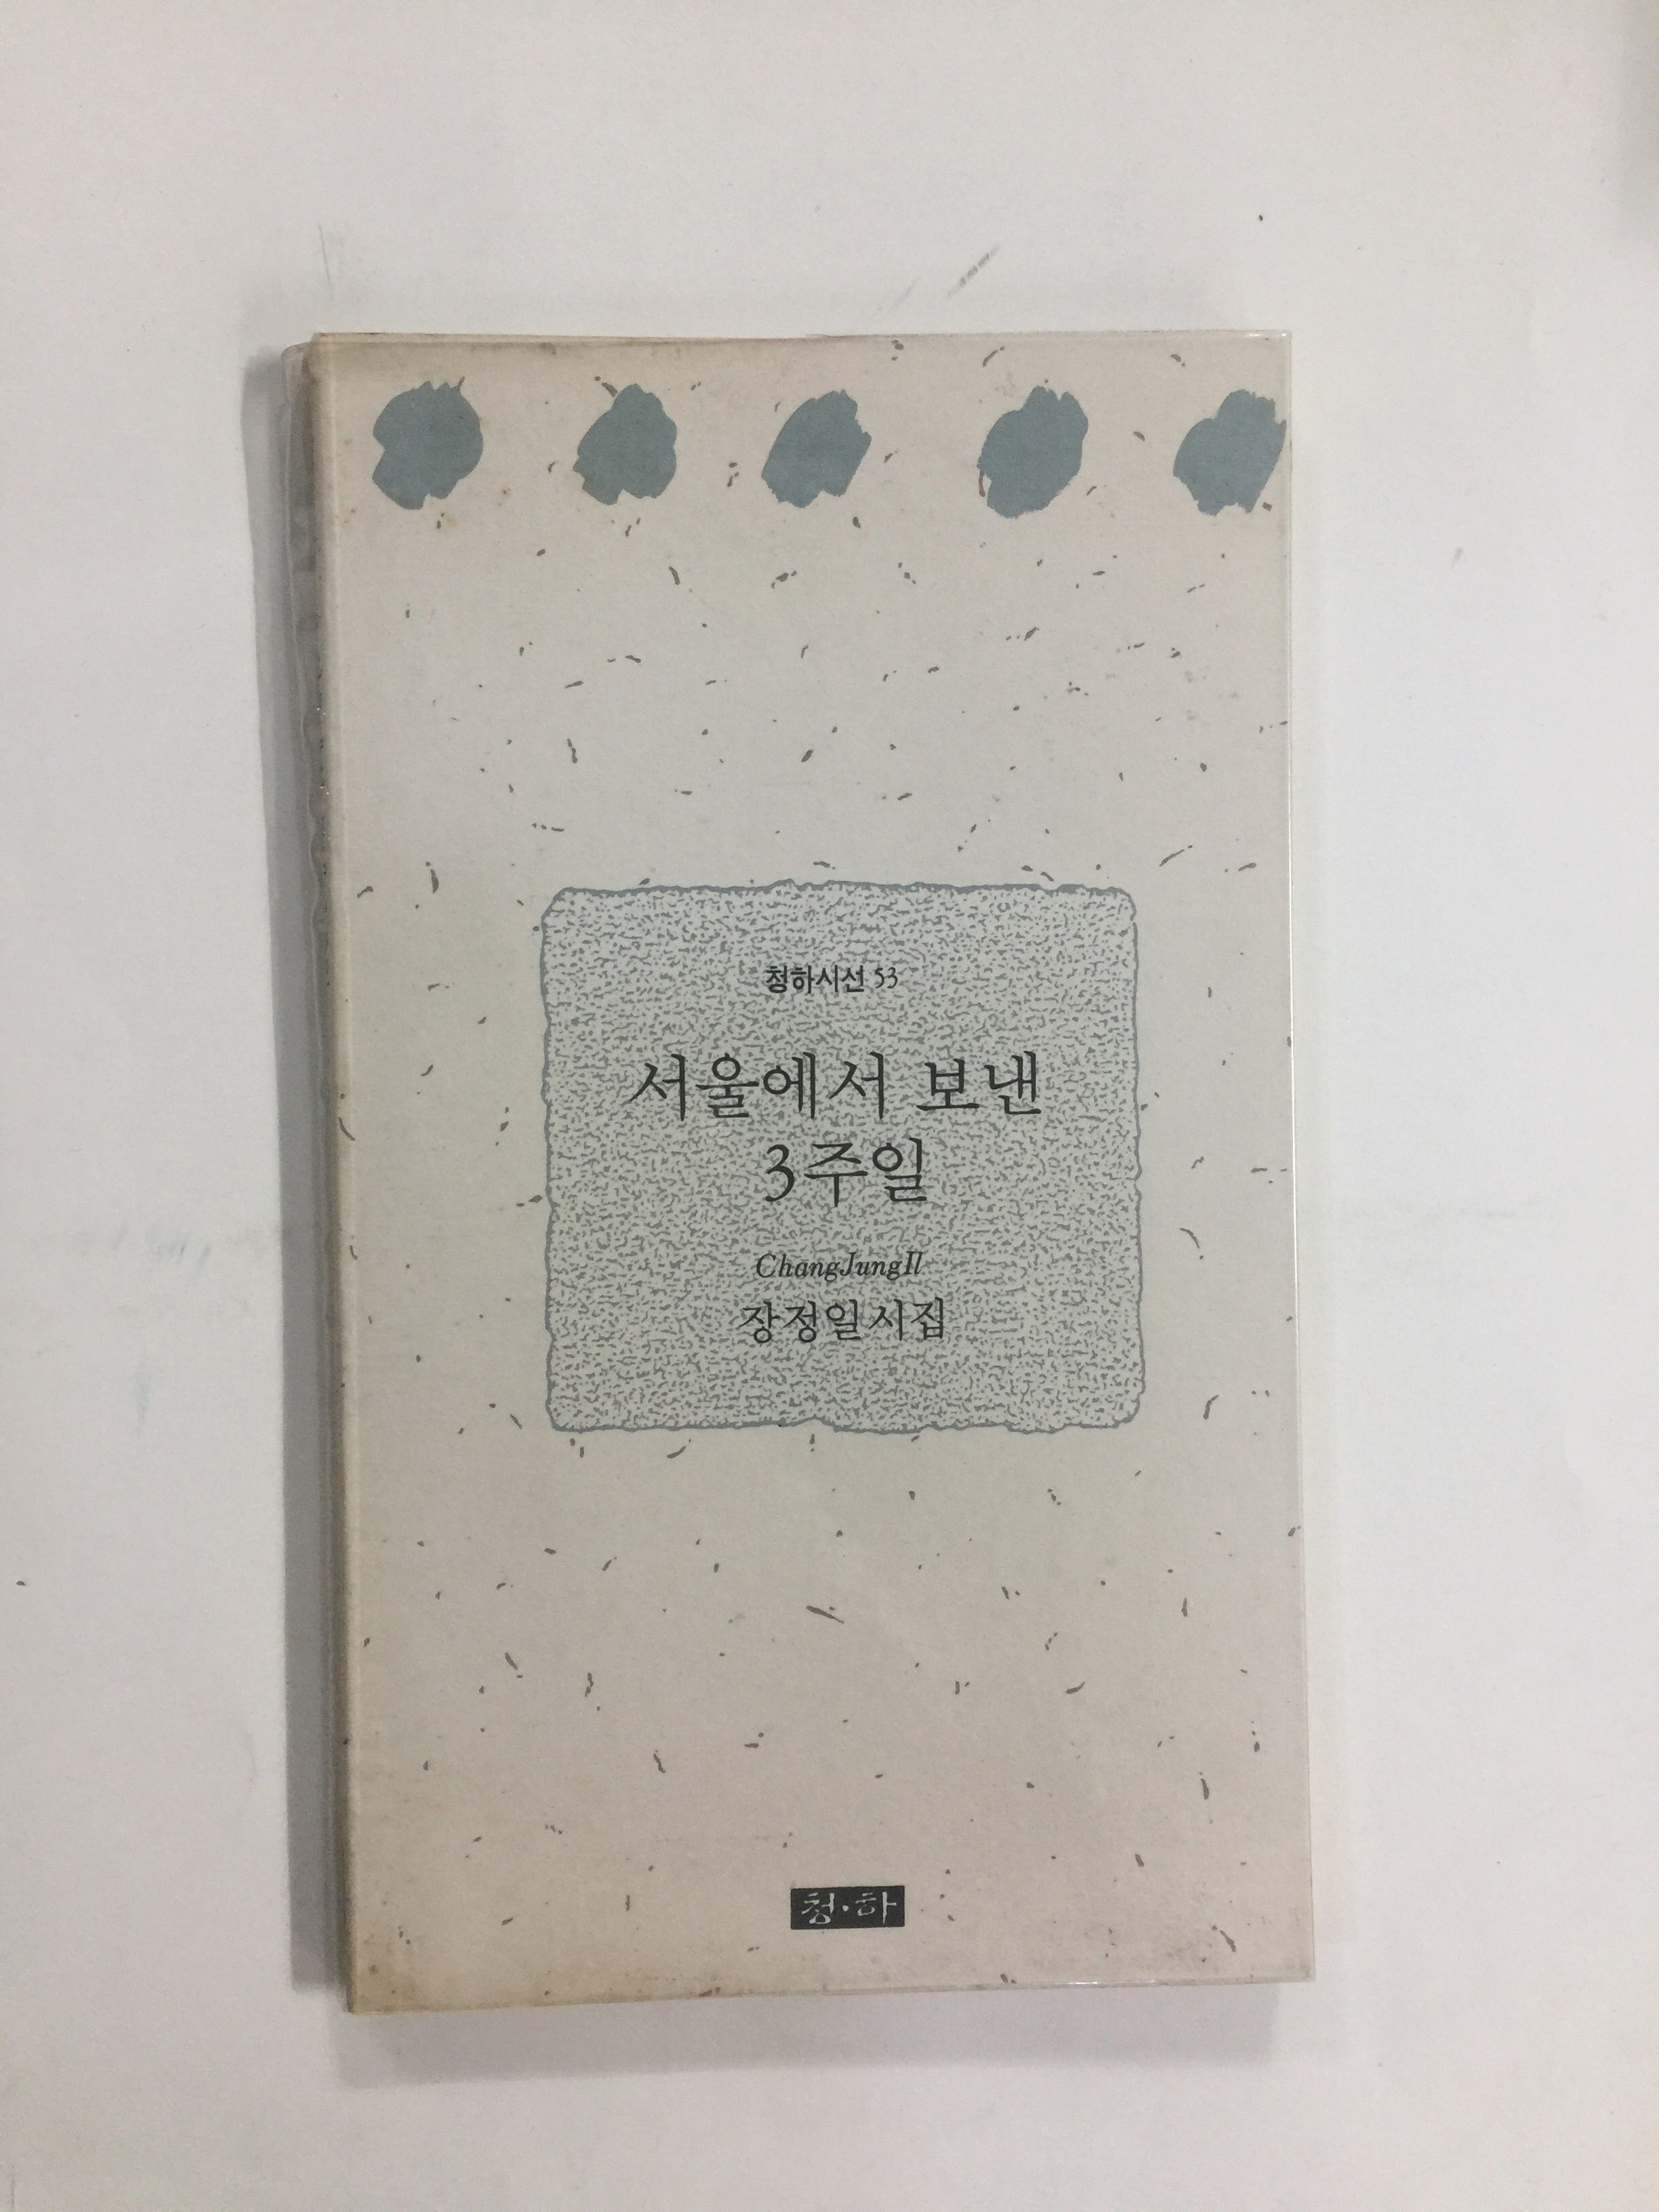 청하시선 53
서울에서 보낸
3주일
ChangJungIl
장정일시집
청·하